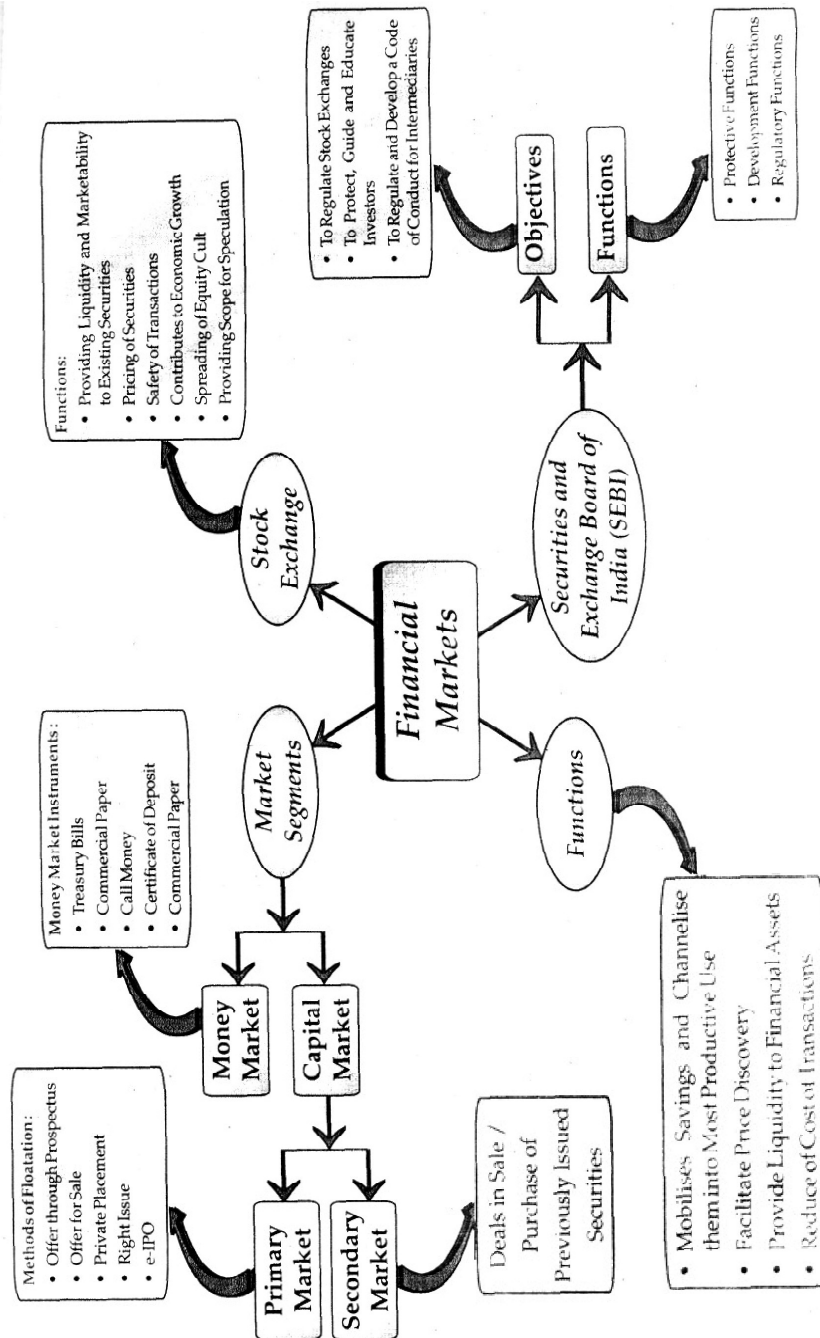 Financial
Markets
Market
Segments
Money
Market
Money Market Instruments:
• Treasury Bills
• Commercial Paper
• Call Money
• Certificate of Deposit
• Commercial Paper
Capital
Market
Primary
Market
Methods of Floatation:
• Offer through Prospectus
• Offer for Sale
• Private Placement
• Right Issue
• e-IPO
Secondary
Market
Deals in Sale /
Purchase of
Previously Issued
Securities
Stock
Exchange
Functions:
• Providing Liquidity and Marketability
to Existing Securities
• Pricing of Securities
• Safety of Transactions
• Contributes to Economic Growth
• Spreading of Equity Cult
• Providing Scope for Speculation
Functions
• Mobilises Savings and Channelise
them into Most Productive Use
• Facilitate Price Discovery
• Provide Liquidity to Financial Assets
• Reduce of Cost of Transactions
Securities and
Exchange Board of
India (SEBI)
Objectives
• To Regulate Stock Exchanges
• To Protect, Guide and Educate
Investors
• To Regulate and Develop a Code
of Conduct for Intermediaries
Functions
• Protective Functions
• Development Functions
• Regulatory Functions